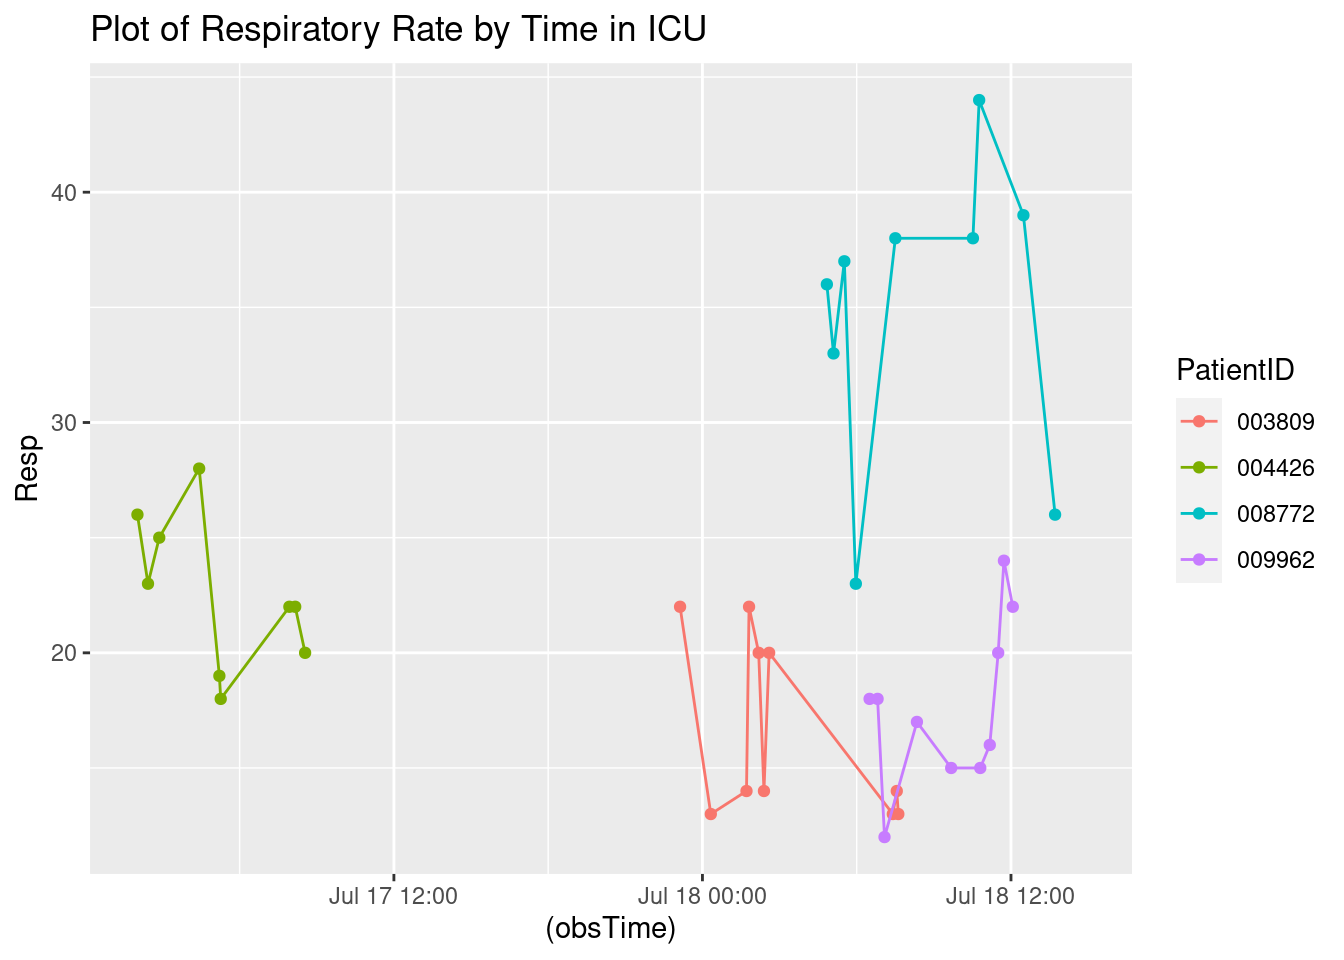 Plot of Respiratory Rate by Time in ICU
Resp
40
30
20
Jul 17 12:00
Jul 18 00:00
Jul 18 12:00
(obsTime)
PatientID
003809
004426
008772
009962